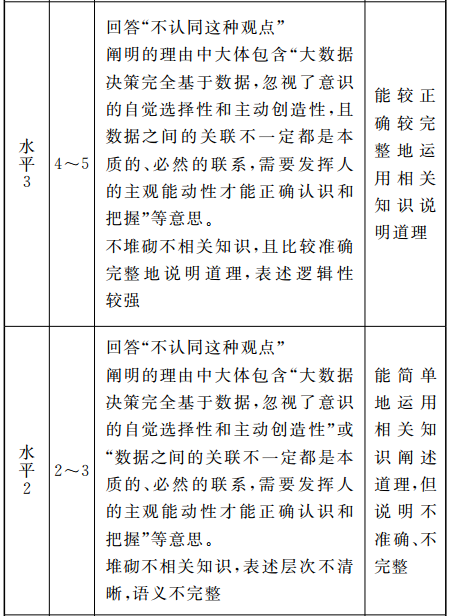 水平3
4～5
回答“不认同这种观点”
阐明的理由中大体包含“大数据
决策完全基于数据,忽视了意识
的自觉选择性和主动创造性,且
数据之间的关联不一定都是本
质的、必然的联系,需要发挥人
的主观能动性才能正确认识和
把握”等意思。
不堆砌不相关知识,且比较准确
完整地说明道理,表述逻辑性
较强
能较正
确较完
整地运
用相关
知识说
明道理
水平2
2～3
回答“不认同这种观点”
阐明的理由中大体包含“大数据
决策完全基于数据,忽视了意识
的自觉选择性和主动创造性”或
“数据之间的关联不一定都是本
质的、必然的联系,需要发挥人
的主观能动性才能正确认识和
把握”等意思。
堆砌不相关知识,表述层次不清
晰,语义不完整
能简单
地运用
相关知
识阐述
道理,但
说明不
准确、不
完整